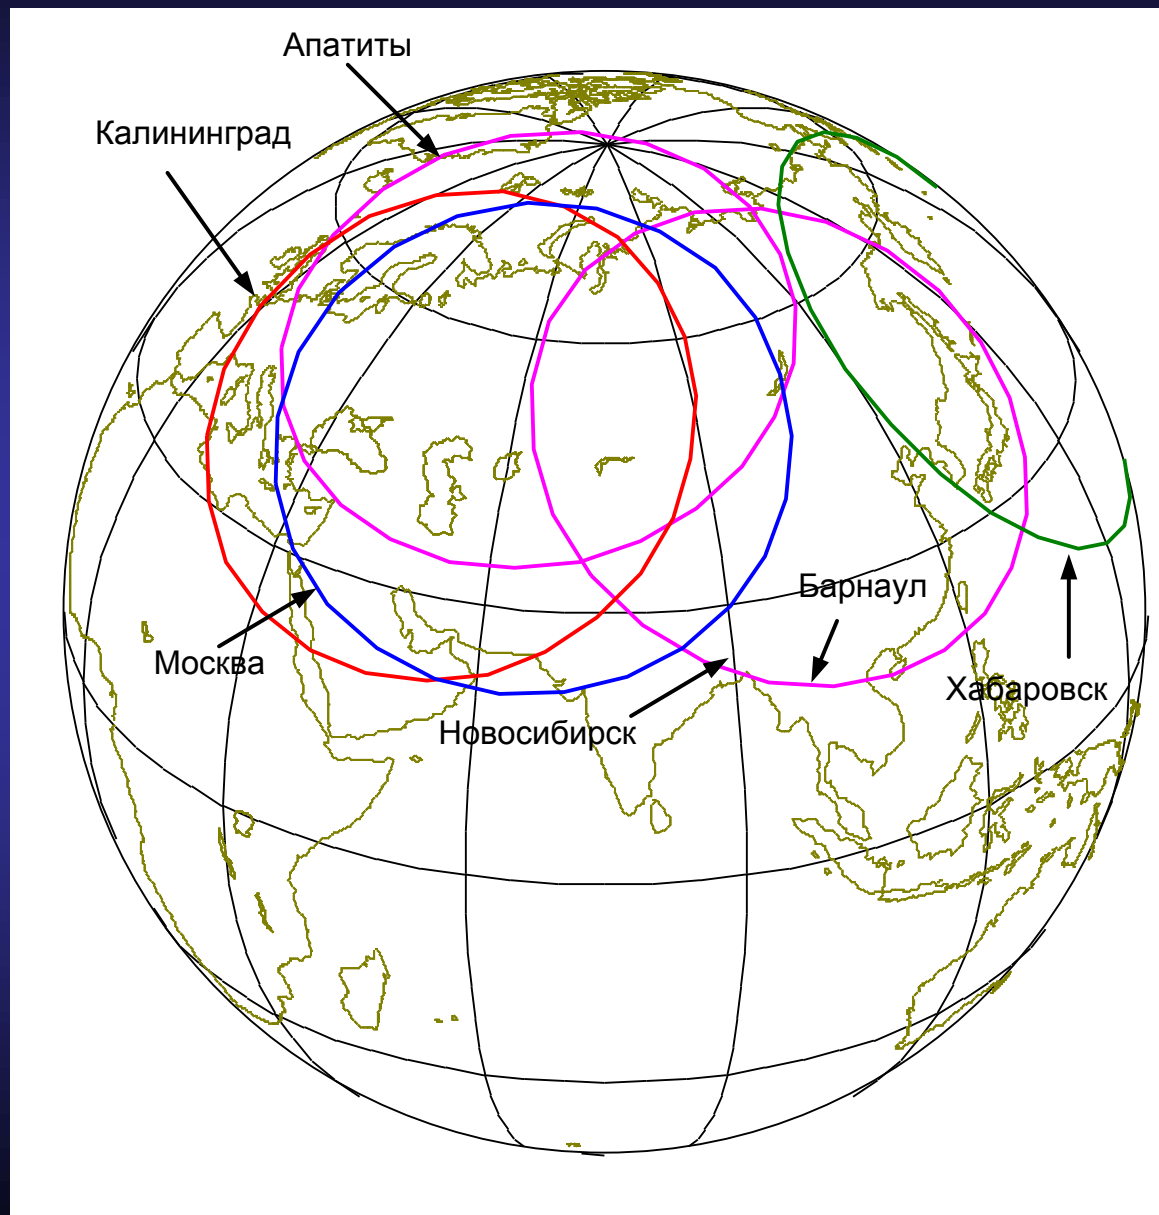 Апатиты
Калининград
Барнаул
Москва
Хабаровск
Новосибирск